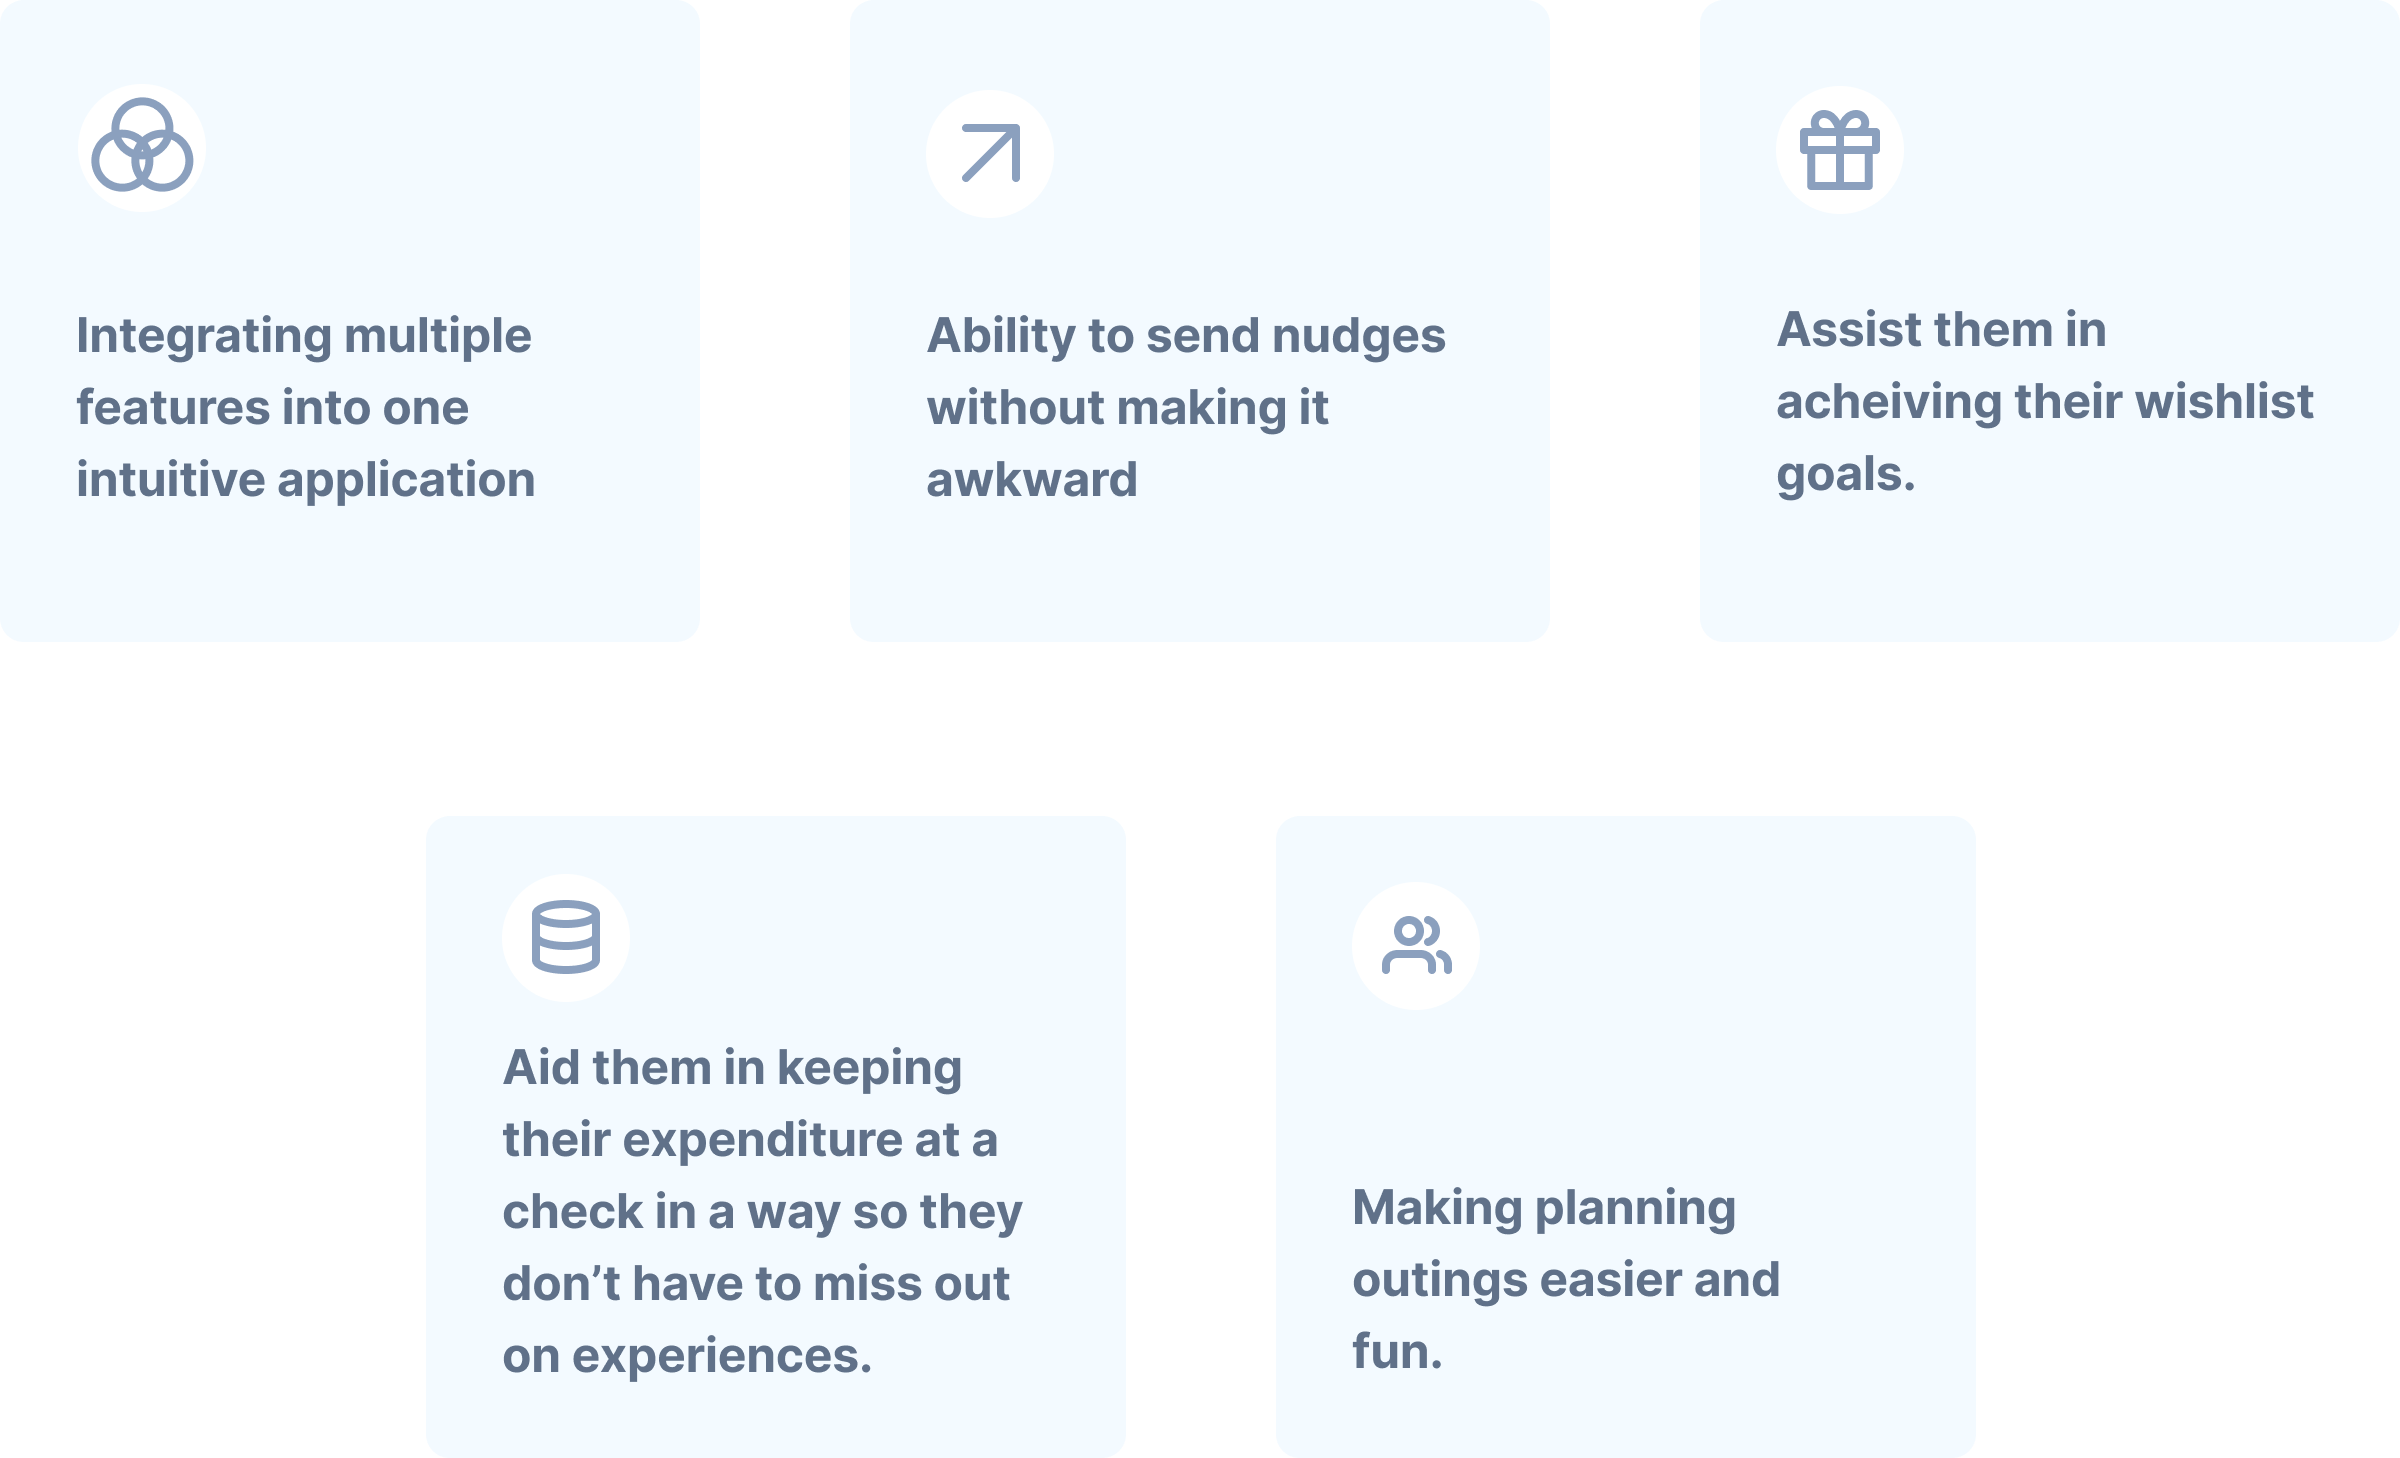 Integrating multiple
features into one
intuitive application
Ability to send nudges
without making it
awkward
Assist them in
acheiving their wishlist
goals.
Aid them in keeping
their expenditure at a
check in a way so they
don’t have to miss out
on experiences.
Making planning
outings easier and
fun.